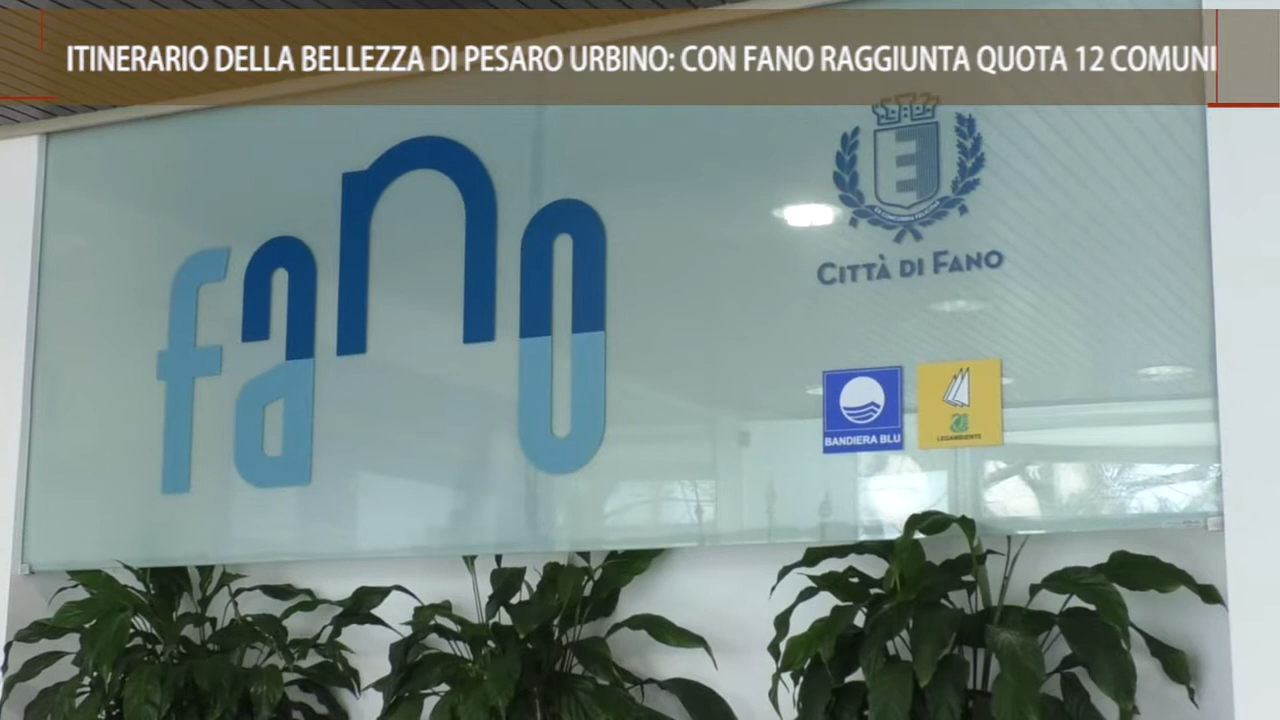 ITINERARIO DELLA BELLEZZA DI PESARO URBINO: CON FANO RAGGIUNTA QUOTA 12 COMUNI
fano
CITTÀ DI FANO
BANDIERA BLU
LEGAMBIENTE